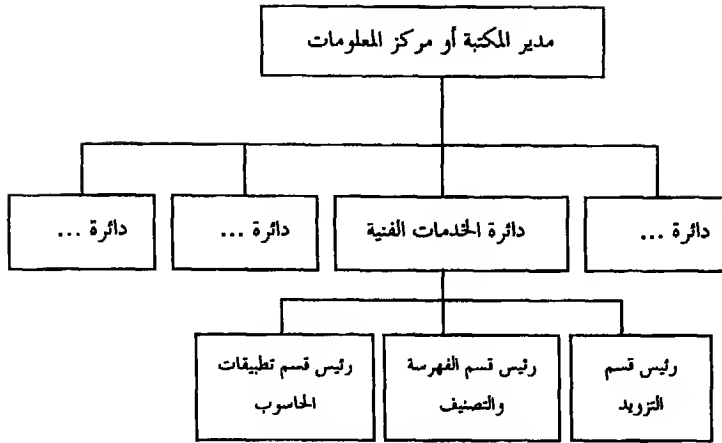 مدير المكتبة أو مركز المعلومات
دائرة ...
دائرة الخدمات الفنية
دائرة ...
دائرة ...
رئيس قسم
التزويد
رئيس قسم الفهرسة
والتصنيف
رئيس قسم تطبيقات
الحاسوب